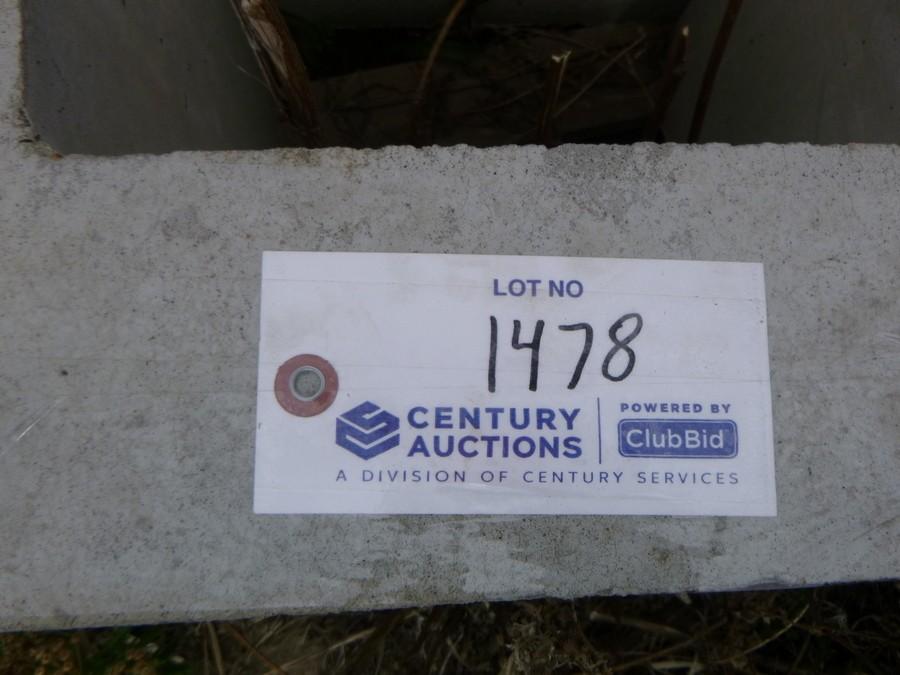 LOT NO
1478
CENTURY
AUCTIONS
POWERED BY
ClubBid
A DIVISION OF CENTURY SERVICES